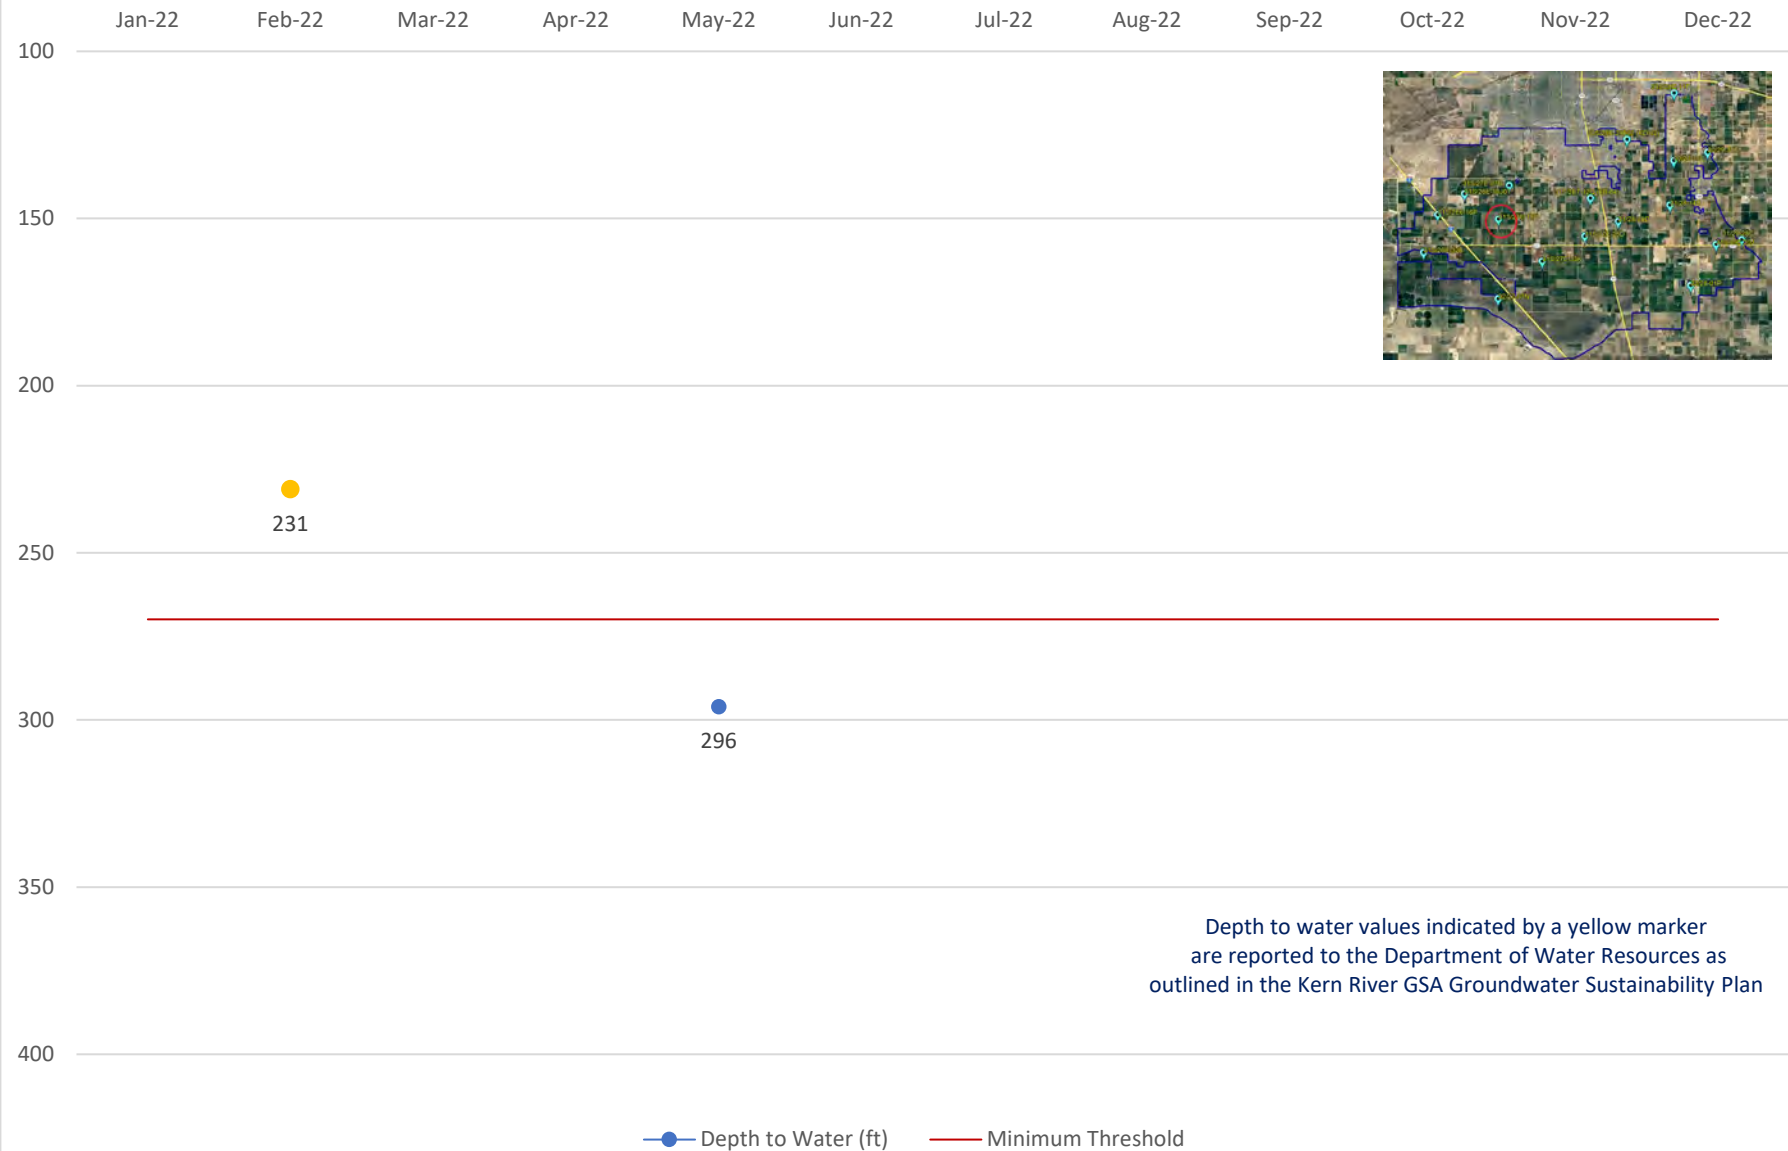 Jan-22 Feb-22 Mar-22 Apr-22 May-22 Jun-22 Jul-22 Aug-22 Sep-22 Oct-22 Nov-22 Dec-22
100
150
200
231
250
300
296
350
Depth to water values indicated by a yellow marker
are reported to the Department of Water Resources as
outlined in the Kern River GSA Groundwater Sustainability Plan
400
Depth to Water (ft) Minimum Threshold